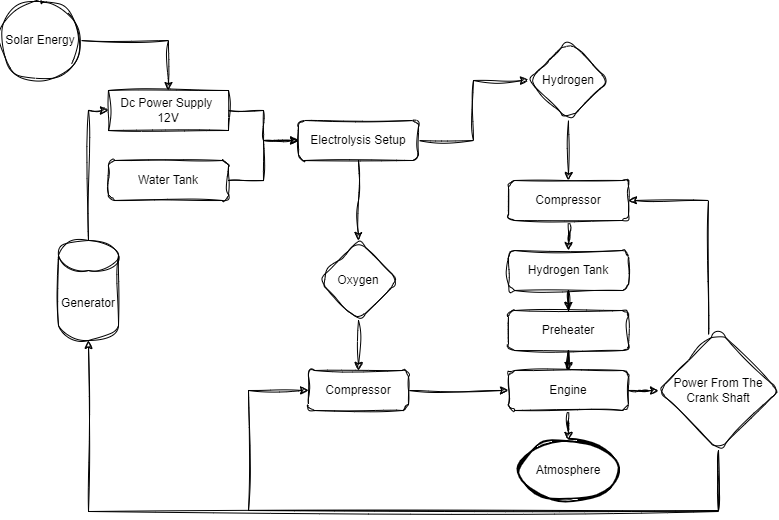 Solar Energy
Dc Power Supply
12V
Water Tank
Electrolysis Setup
Hydrogen
Compressor
Hydrogen Tank
Oxygen
Generator
Preheater
Compressor
Engine
Power From The
Crank Shaft
Atmosphere